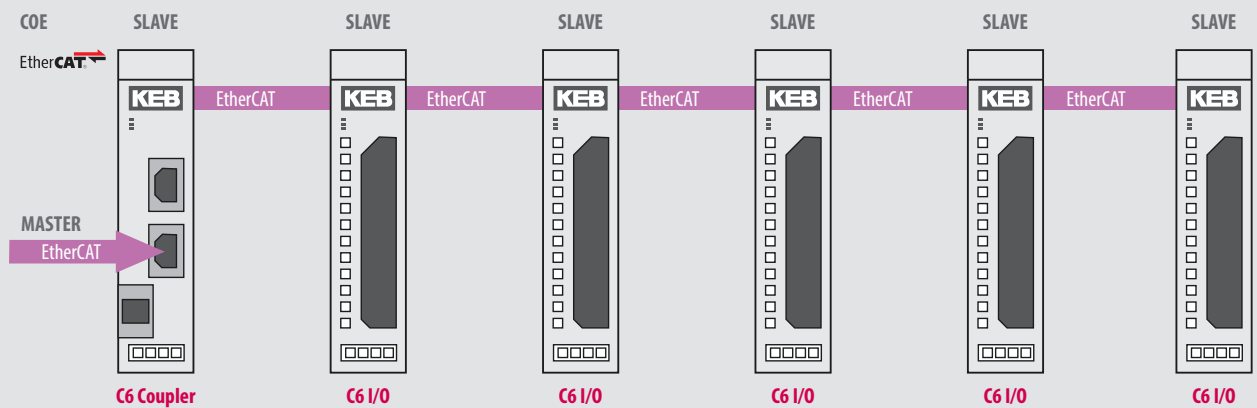 COE SLAVE SLAVE SLAVE SLAVE SLAVE SLAVE
EtherCAT®
KEB EtherCAT KEB EtherCAT KEB EtherCAT KEB EtherCAT KEB EtherCAT KEB
MASTER
EtherCAT
C6 Coupler C6 I/O C6 I/O C6 I/O C6 I/O C6 I/O